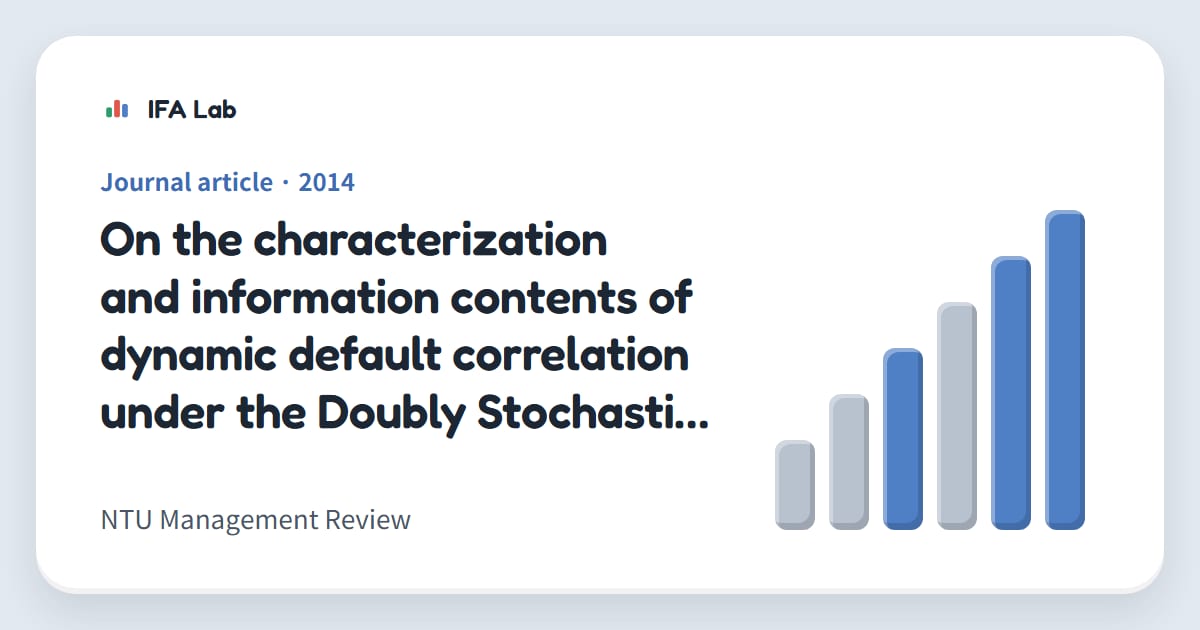 IFA Lab
Journal article · 2014
On the characterization
and information contents of
dynamic default correlation
under the Doubly Stochasti...
NTU Management Review